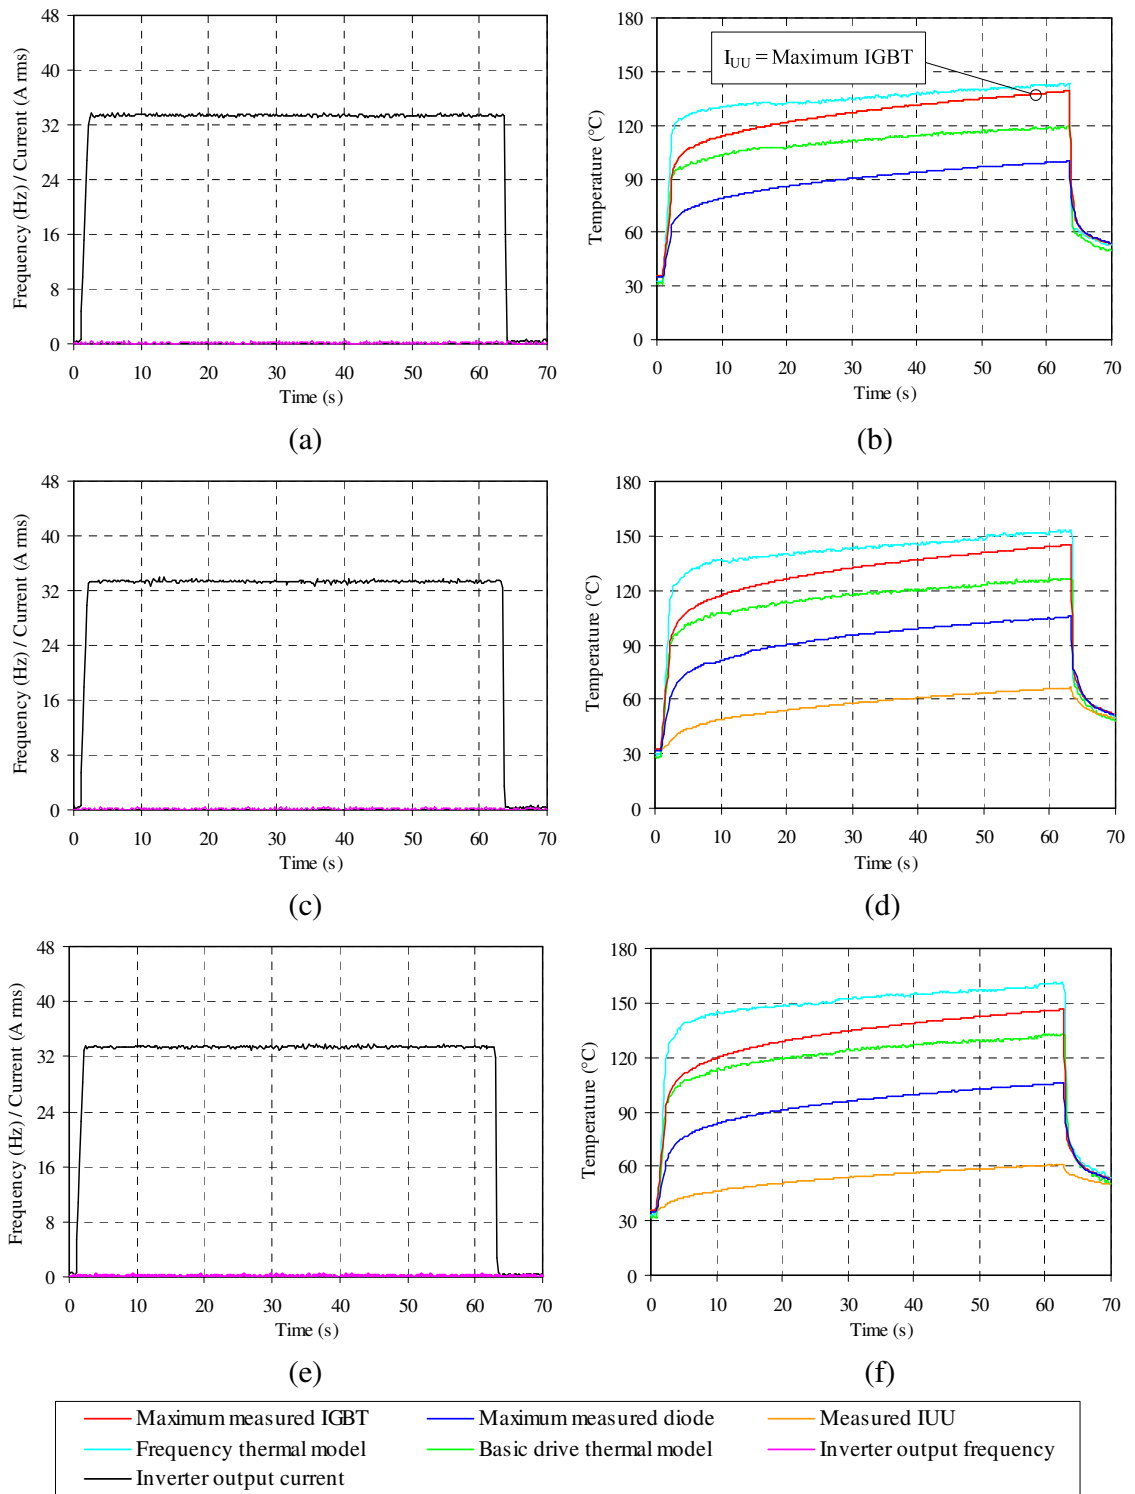 48
40
32
24
16
8
0
Frequency (Hz) / Current (A rms)
0 10 20 30 40 50 60 70
Time (s)
(a)
180
150
120
90
60
30
0
Temperature (°C)
I_UU = Maximum IGBT
0 10 20 30 40 50 60 70
Time (s)
(b)
48
40
32
24
16
8
0
Frequency (Hz) / Current (A rms)
0 10 20 30 40 50 60 70
Time (s)
(c)
180
150
120
90
60
30
0
Temperature (°C)
0 10 20 30 40 50 60 70
Time (s)
(d)
48
40
32
24
16
8
0
Frequency (Hz) / Current (A rms)
0 10 20 30 40 50 60 70
Time (s)
(e)
180
150
120
90
60
30
0
Temperature (°C)
0 10 20 30 40 50 60 70
Time (s)
(f)
Maximum measured IGBT Maximum measured diode Measured IUU
Frequency thermal model Basic drive thermal model Inverter output frequency
Inverter output current